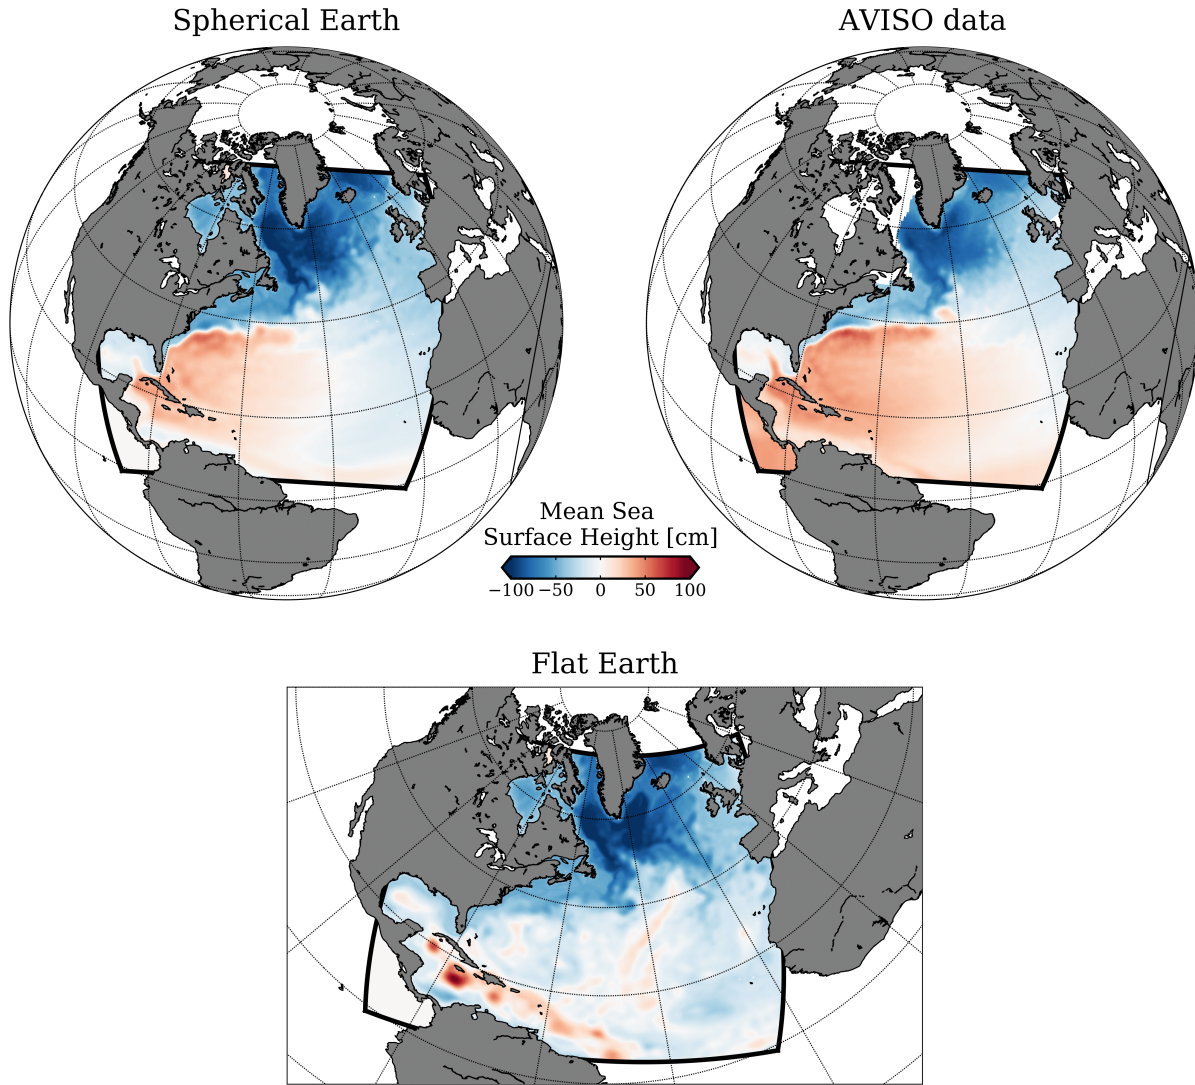 Spherical Earth
AVISO data
Mean Sea
Surface Height [cm]
−100 −50 0 50 100
Flat Earth